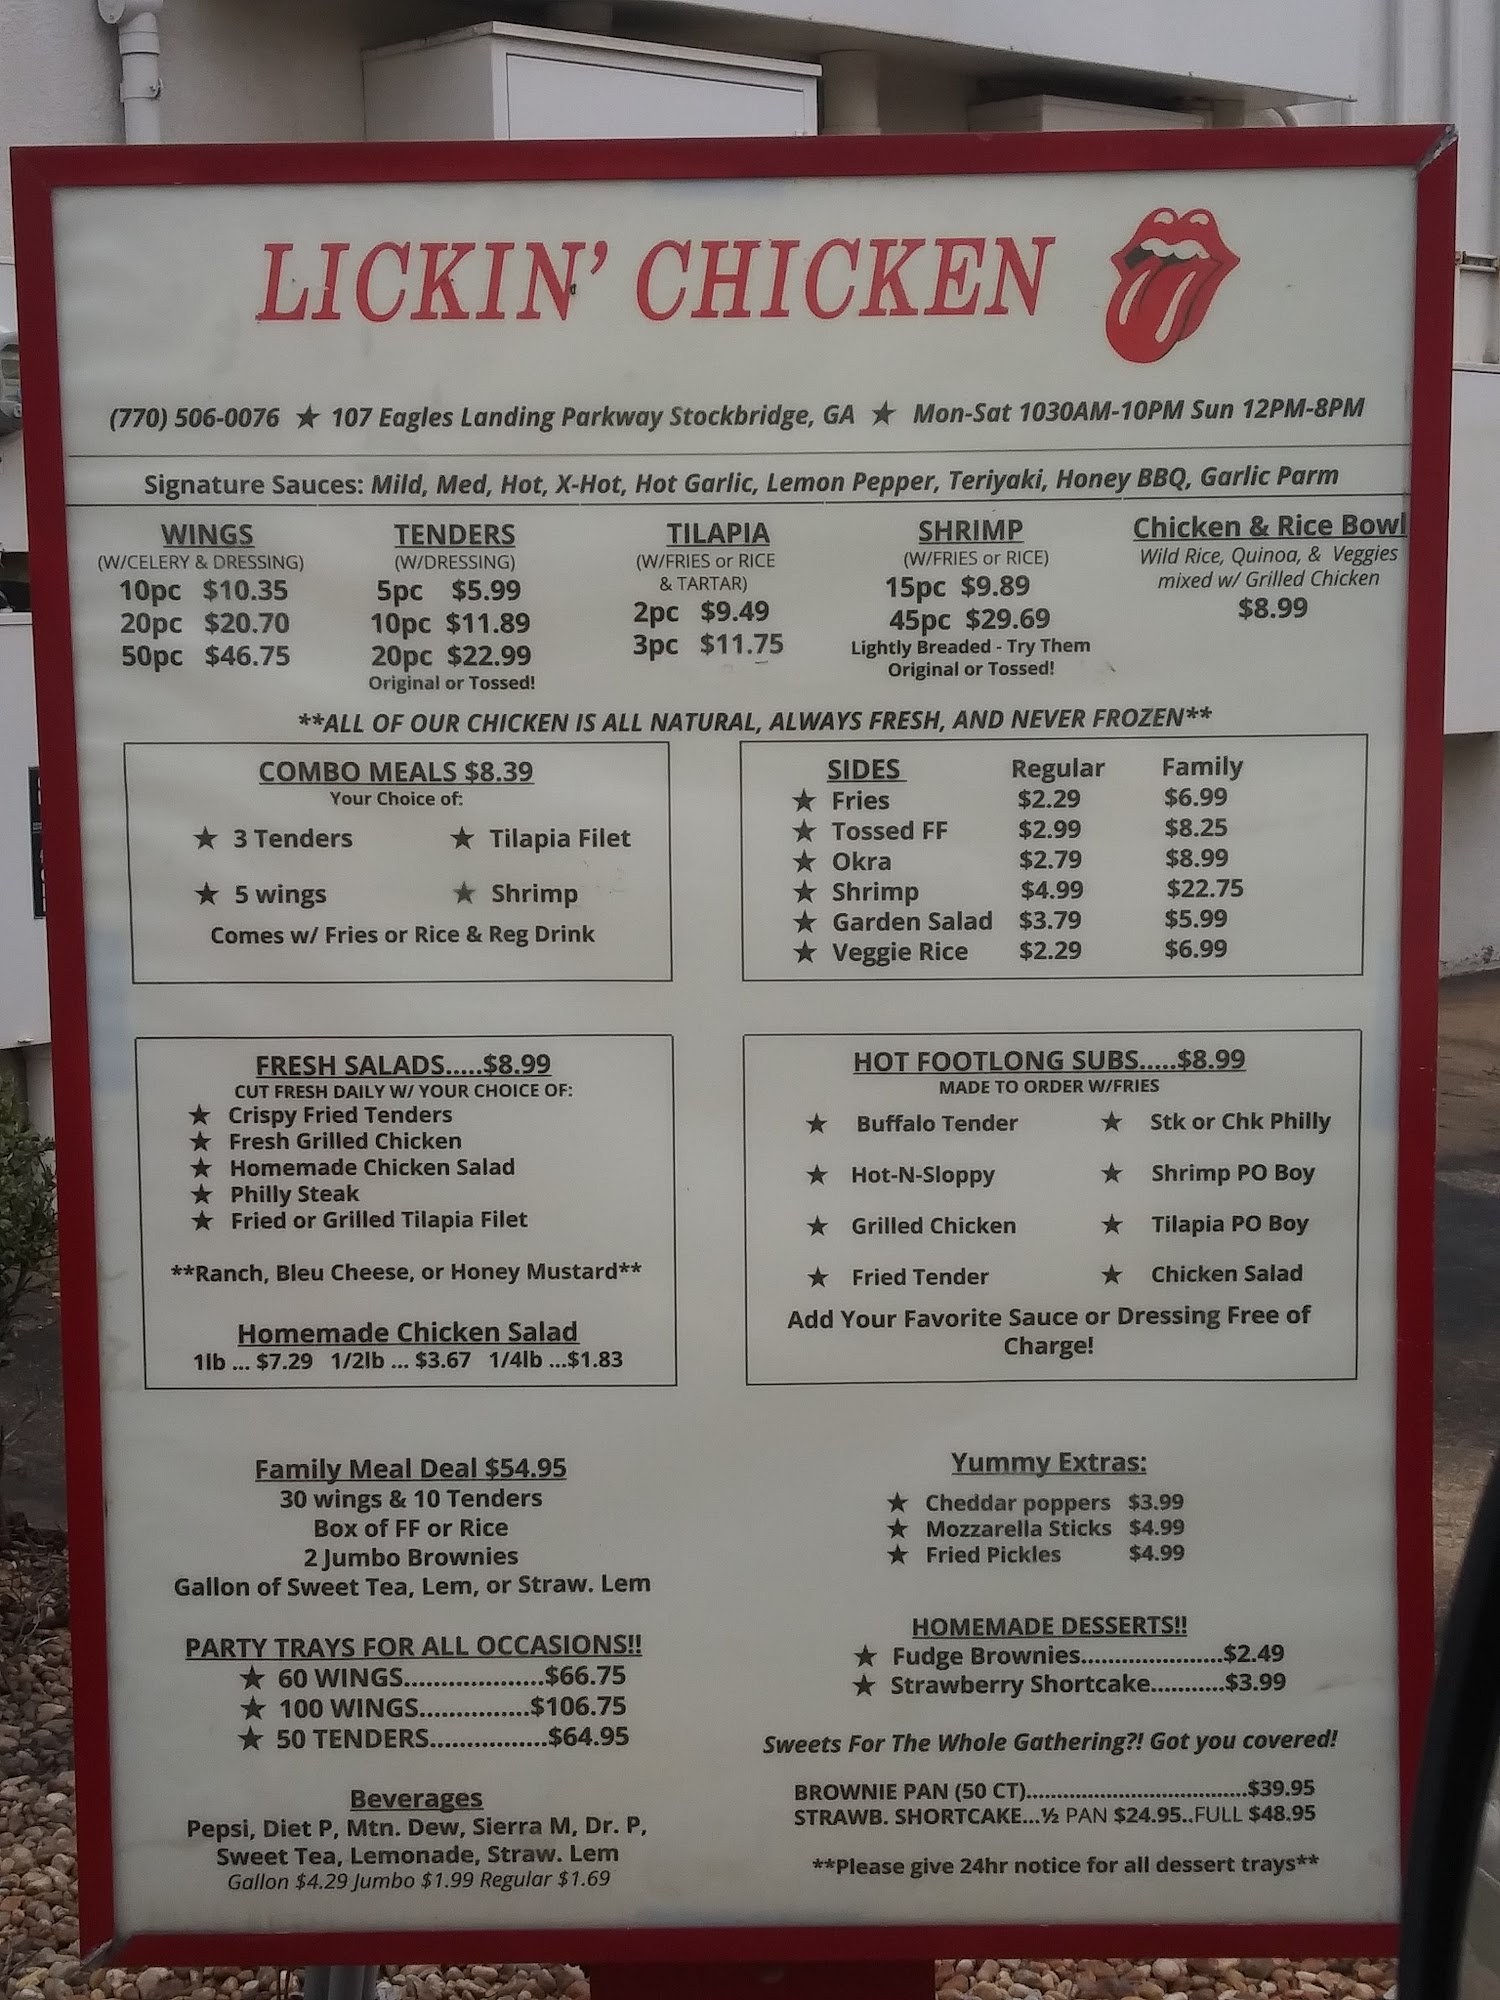 LICKIN' CHICKEN
(770) 506-0076 ★ 107 Eagles Landing Parkway Stockbridge, GA ★ Mon-Sat 1030AM-10PM Sun 12PM-8PM
Signature Sauces: Mild, Med, Hot, X-Hot, Hot Garlic, Lemon Pepper, Teriyaki, Honey BBQ, Garlic Parm
WINGS
(W/CELERY & DRESSING)
10pc $10.35
20pc $20.70
50pc $46.75
TENDERS
(W/DRESSING)
5pc $5.99
10pc $11.89
20pc $22.99
Original or Tossed!
TILAPIA
(W/FRIES or RICE
& TARTAR)
2pc $9.49
3pc $11.75
SHRIMP
(W/FRIES or RICE)
15pc $9.89
45pc $29.69
Lightly Breaded - Try Them
Original or Tossed!
Chicken & Rice Bowl
Wild Rice, Quinoa, & Veggies
mixed w/ Grilled Chicken
$8.99
**ALL OF OUR CHICKEN IS ALL NATURAL, ALWAYS FRESH, AND NEVER FROZEN**
COMBO MEALS $8.39
Your Choice of:
★ 3 Tenders ★ Tilapia Filet
★ 5 wings ★ Shrimp
Comes w/ Fries or Rice & Reg Drink
SIDES Regular Family
★ Fries $2.29 $6.99
★ Tossed FF $2.99 $8.25
★ Okra $2.79 $8.99
★ Shrimp $4.99 $22.75
★ Garden Salad $3.79 $5.99
★ Veggie Rice $2.29 $6.99
FRESH SALADS.....$8.99
CUT FRESH DAILY W/ YOUR CHOICE OF:
★ Crispy Fried Tenders
★ Fresh Grilled Chicken
★ Homemade Chicken Salad
★ Philly Steak
★ Fried or Grilled Tilapia Filet
**Ranch, Bleu Cheese, or Honey Mustard**
Homemade Chicken Salad
1lb ... $7.29 1/2lb ... $3.67 1/4lb ...$1.83
HOT FOOTLONG SUBS.....$8.99
MADE TO ORDER W/FRIES
★ Buffalo Tender ★ Stk or Chk Philly
★ Hot-N-Sloppy ★ Shrimp PO Boy
★ Grilled Chicken ★ Tilapia PO Boy
★ Fried Tender ★ Chicken Salad
Add Your Favorite Sauce or Dressing Free of
Charge!
Family Meal Deal $54.95
30 wings & 10 Tenders
Box of FF or Rice
2 Jumbo Brownies
Gallon of Sweet Tea, Lem, or Straw. Lem
PARTY TRAYS FOR ALL OCCASIONS!!
★ 60 WINGS....................$66.75
★ 100 WINGS...............$106.75
★ 50 TENDERS.................$64.95
Beverages
Pepsi, Diet P, Mtn. Dew, Sierra M, Dr. P,
Sweet Tea, Lemonade, Straw. Lem
Gallon $4.29 Jumbo $1.99 Regular $1.69
Yummy Extras:
★ Cheddar poppers $3.99
★ Mozzarella Sticks $4.99
★ Fried Pickles $4.99
HOMEMADE DESSERTS!!
★ Fudge Brownies......................$2.49
★ Strawberry Shortcake...........$3.99
Sweets For The Whole Gathering?! Got you covered!
BROWNIE PAN (50 CT).......................................$39.95
STRAWB. SHORTCAKE...½ PAN $24.95..FULL $48.95
**Please give 24hr notice for all dessert trays**